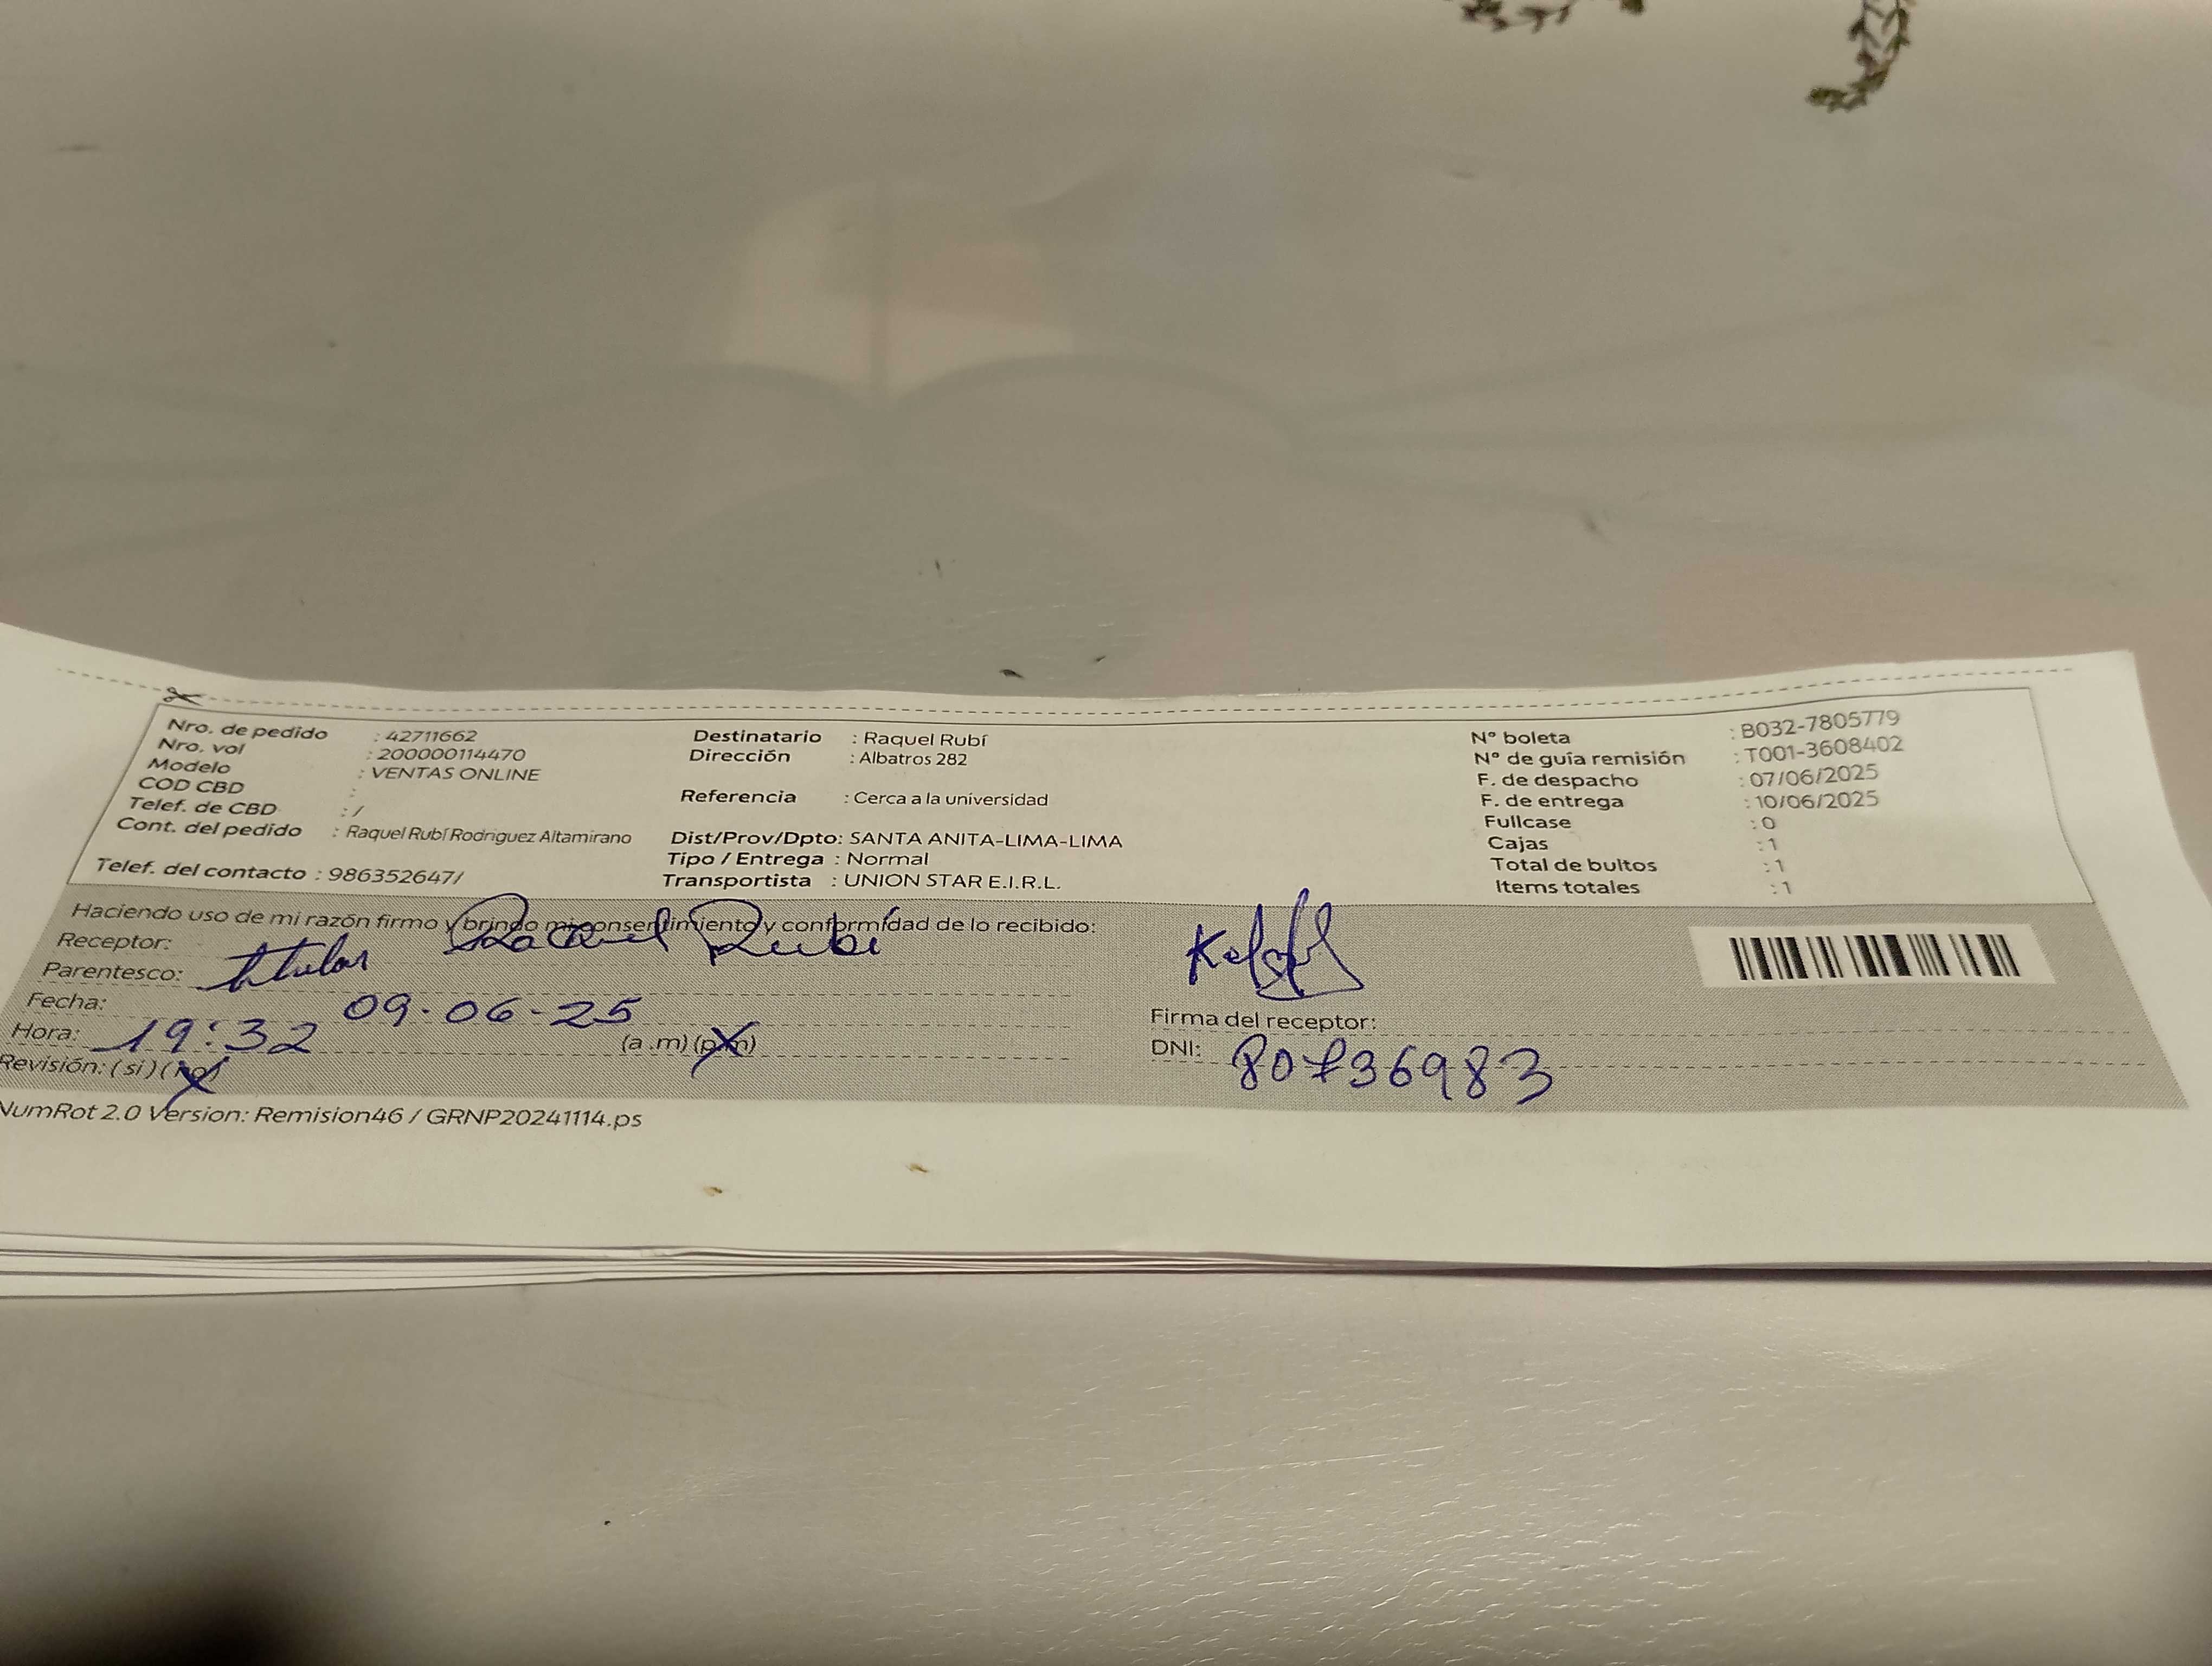 Nro. de pedido : 42711662
Nro. vol : 200000114470
Modelo : VENTAS ONLINE
COD CBD :
Telef. de CBD : /
Cont. del pedido : Raquel Rubí Rodriguez Altamirano
Telef. del contacto : 986352647/
Destinatario : Raquel Rubí
Dirección : Albatros 282
Referencia : Cerca a la universidad
Dist/Prov/Dpto: SANTA ANITA-LIMA-LIMA
Tipo / Entrega : Normal
Transportista : UNION STAR E.I.R.L.
Nº boleta : B032-7805779
Nº de guía remisión : T001-3608402
F. de despacho : 07/06/2025
F. de entrega : 10/06/2025
Fullcase : 0
Cajas : 1
Total de bultos : 1
Items totales : 1
Haciendo uso de mi razón firmo y brindo mi consentimiento y conformidad de lo recibido:
Receptor: Raquel Rubí
Parentesco: titular
Fecha: 09-06-25
Hora: 19:32 (a.m) (p.m)
Revisión: (si) (no)
Firma del receptor:
DNI: 80736983
NumRot 2.0 Version: Remision46 / GRNP20241114.ps